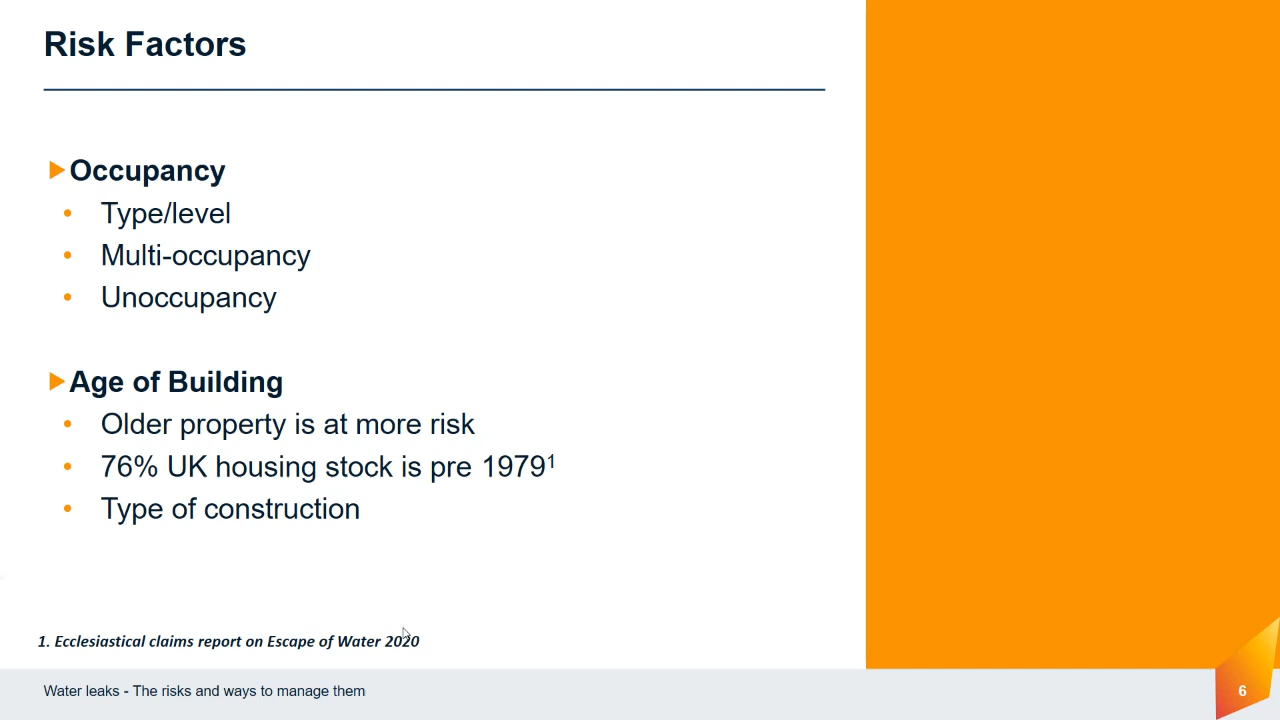 Risk Factors
Occupancy
• Type/level
• Multi-occupancy
• Unoccupancy
Age of Building
• Older property is at more risk
• 76% UK housing stock is pre 1979¹
• Type of construction
1. Ecclesiastical claims report on Escape of Water 2020
Water leaks - The risks and ways to manage them
6